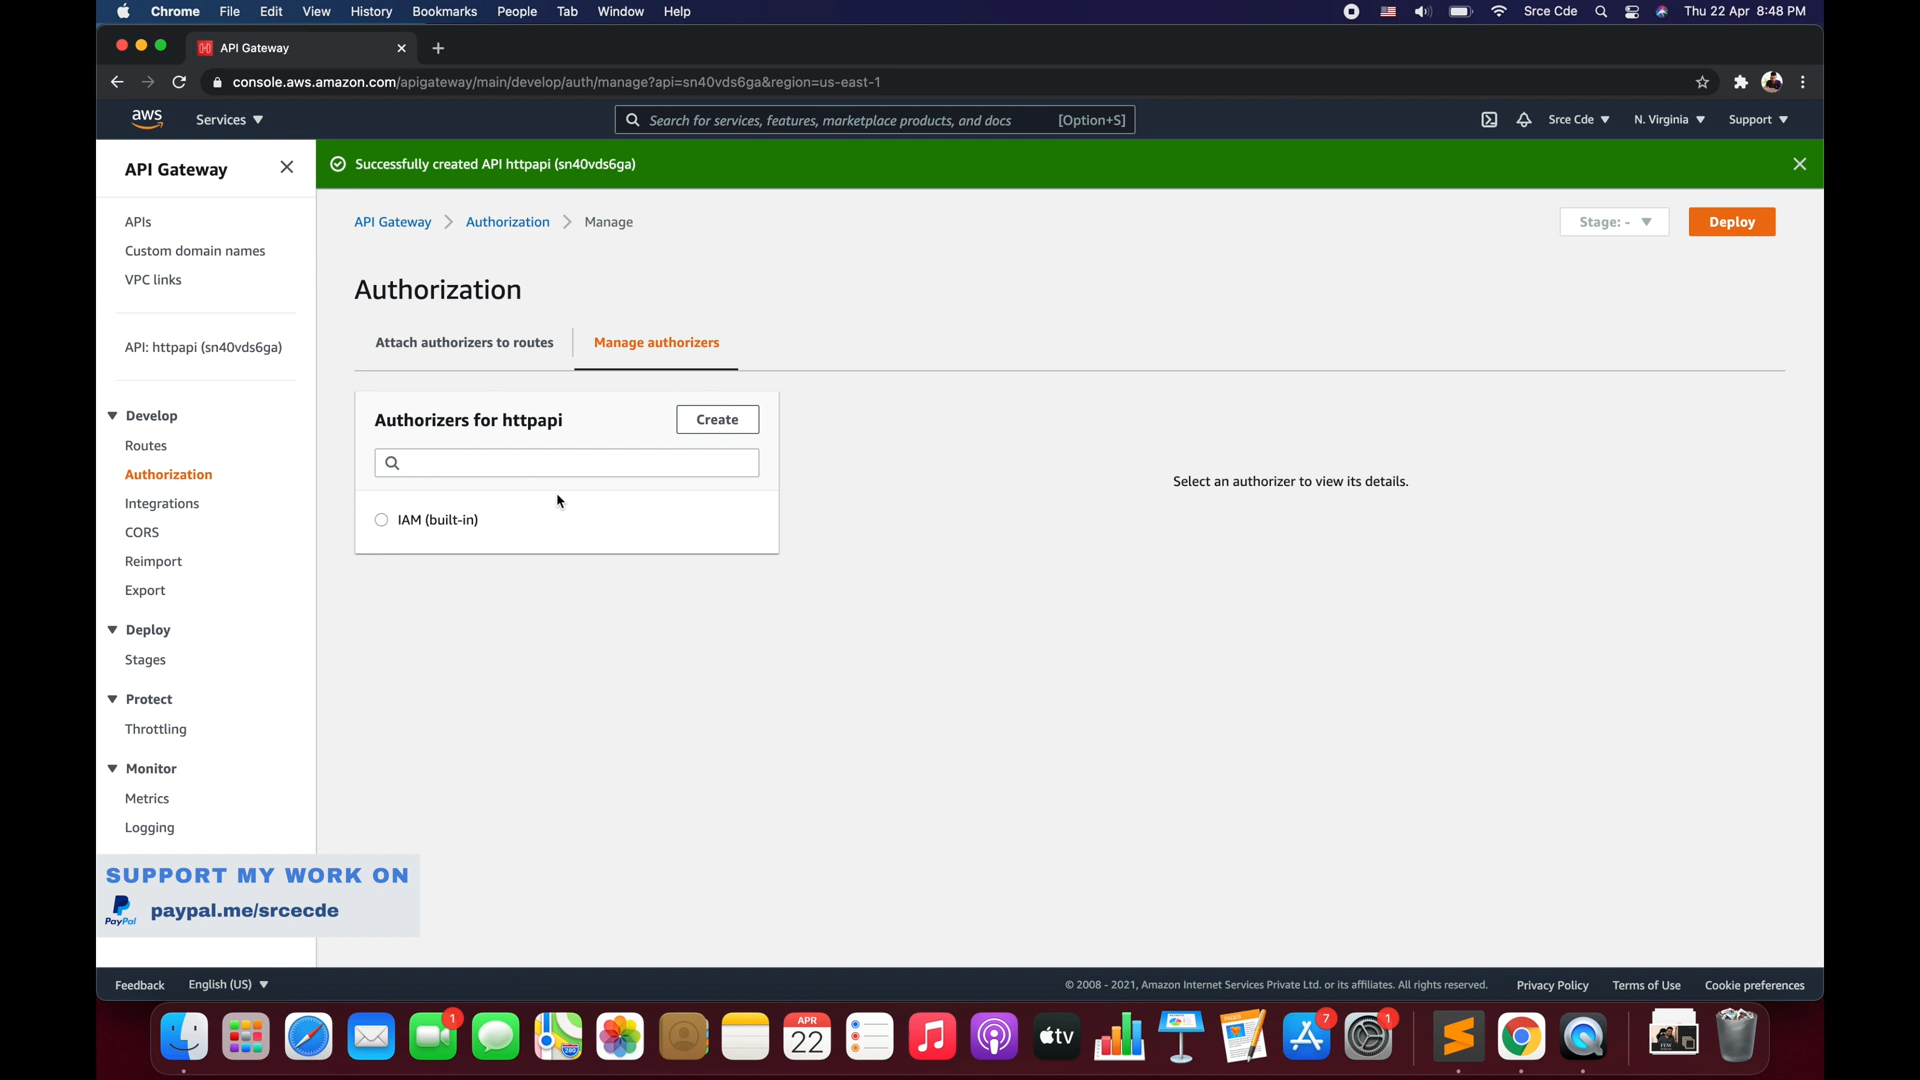 Chrome File Edit View History Bookmarks People Tab Window Help Srce Cde Thu 22 Apr 8:48 PM
API Gateway
console.aws.amazon.com/apigateway/main/develop/auth/manage?api=sn40vds6ga&region=us-east-1
aws Services Search for services, features, marketplace products, and docs [Option+S] Srce Cde N. Virginia Support
API Gateway
Successfully created API httpapi (sn40vds6ga)
APIs
Custom domain names
VPC links
API: httpapi (sn40vds6ga)
Develop
Routes
Authorization
Integrations
CORS
Reimport
Export
Deploy
Stages
Protect
Throttling
Monitor
Metrics
Logging
API Gateway Authorization Manage
Stage: - Deploy
Authorization
Attach authorizers to routes Manage authorizers
Authorizers for httpapi Create
IAM (built-in)
Select an authorizer to view its details.
SUPPORT MY WORK ON
PayPal paypal.me/srcecde
Feedback English (US) © 2008 - 2021, Amazon Internet Services Private Ltd. or its affiliates. All rights reserved. Privacy Policy Terms of Use Cookie preferences
1 APR 22 tv 7 1
280